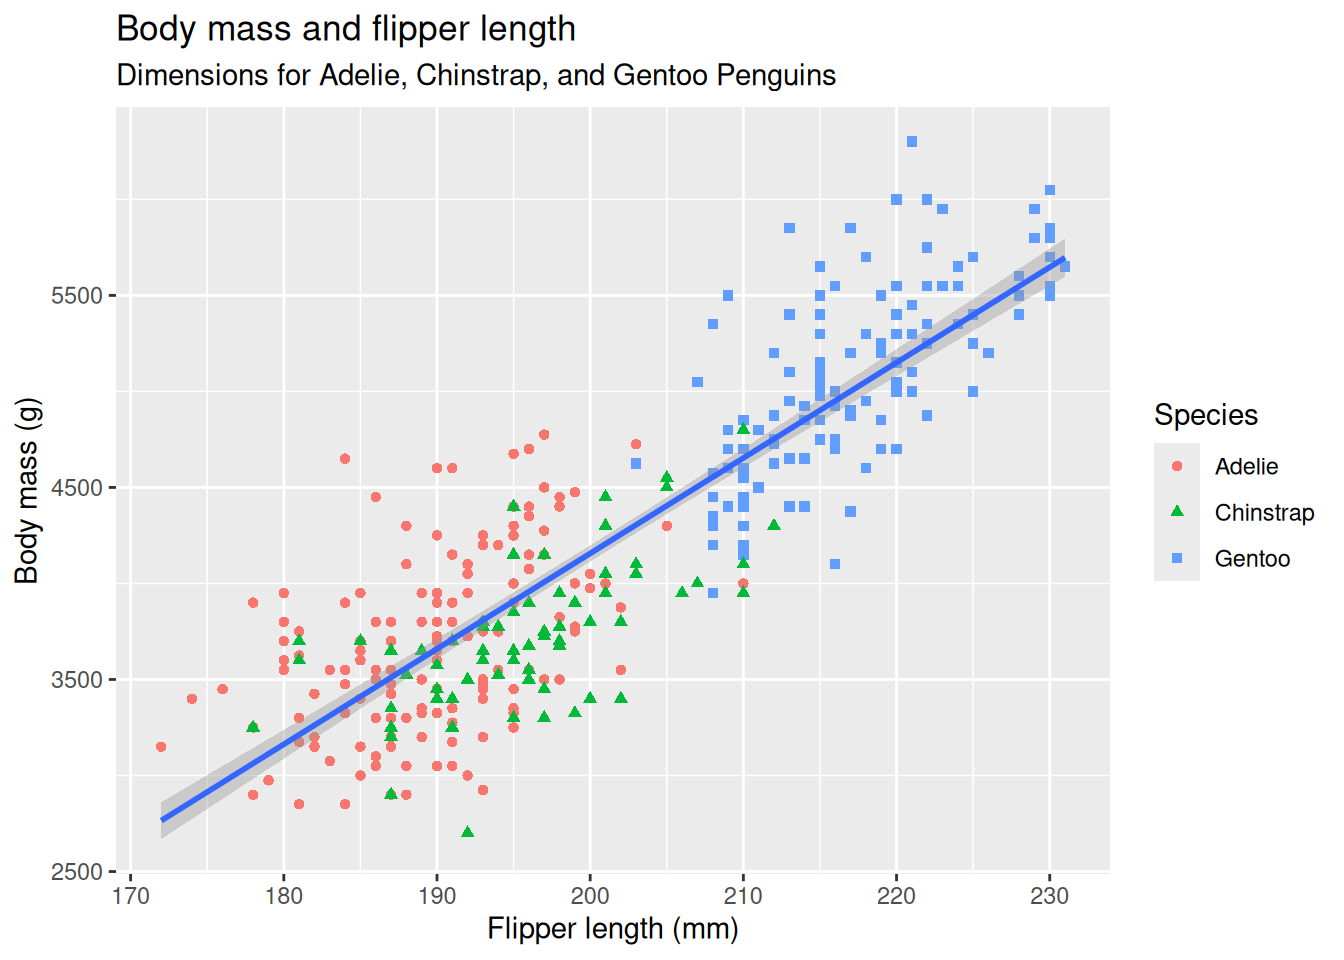 Body mass and flipper length
Dimensions for Adelie, Chinstrap, and Gentoo Penguins
Body mass (g)
5500
4500
3500
2500
170 180 190 200 210 220 230
Flipper length (mm)
Species
Adelie
Chinstrap
Gentoo